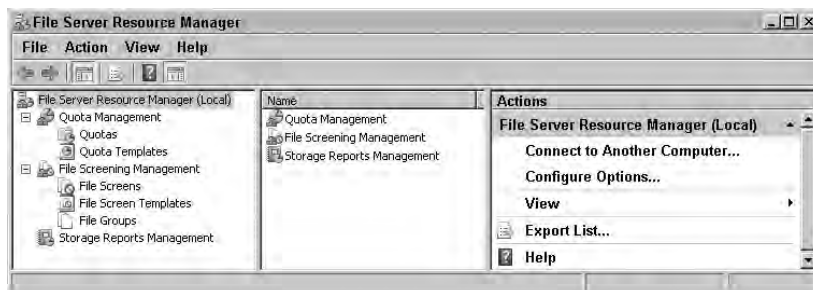 File Server Resource Manager
File Action View Help
File Server Resource Manager (Local)
Quota Management
Quotas
Quota Templates
File Screening Management
File Screens
File Screen Templates
File Groups
Storage Reports Management
Name
Quota Management
File Screening Management
Storage Reports Management
Actions
File Server Resource Manager (Local)
Connect to Another Computer...
Configure Options...
View
Export List...
Help